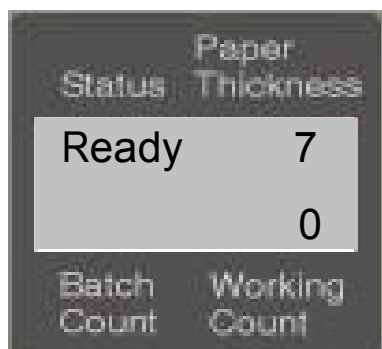 Paper
Status Thickness
Ready 7
0
Batch Working
Count Count